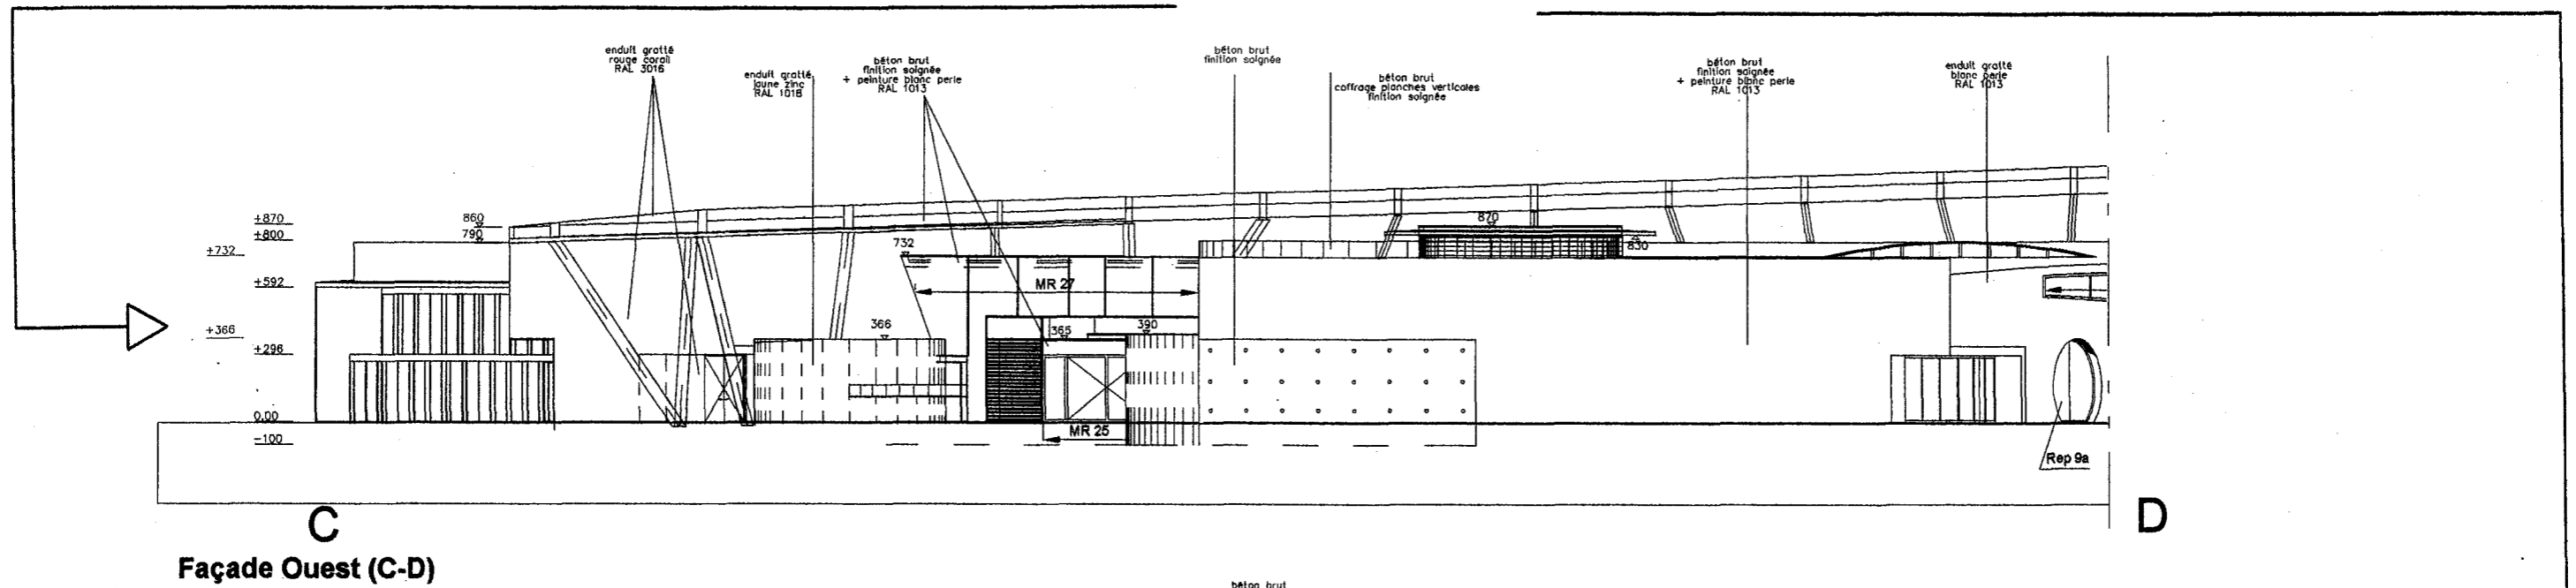 enduit gratté
rouge corail
RAL 3016
enduit gratté
jaune zinc
RAL 1018
béton brut
finition soignée
+ peinture blanc perle
RAL 1013
béton brut
finition soignée
béton brut
coffrage planches verticales
finition soignée
béton brut
finition soignée
+ peinture blanc perle
RAL 1013
enduit gratté
blanc perle
RAL 1013
+870
+800
+732
+592
+366
+296
0.00
-100
860
790
732
870
830
MR 27
366
365
390
MR 25
Rep 9a
C
D
Façade Ouest (C-D)
béton brut